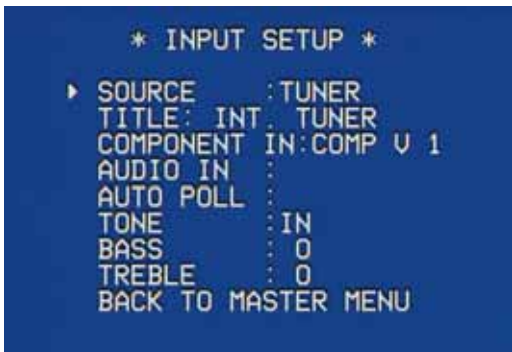 * INPUT SETUP *
SOURCE :TUNER
TITLE: INT. TUNER
COMPONENT IN:COMP V 1
AUDIO IN :
AUTO POLL :
TONE :IN
BASS : 0
TREBLE : 0
BACK TO MASTER MENU